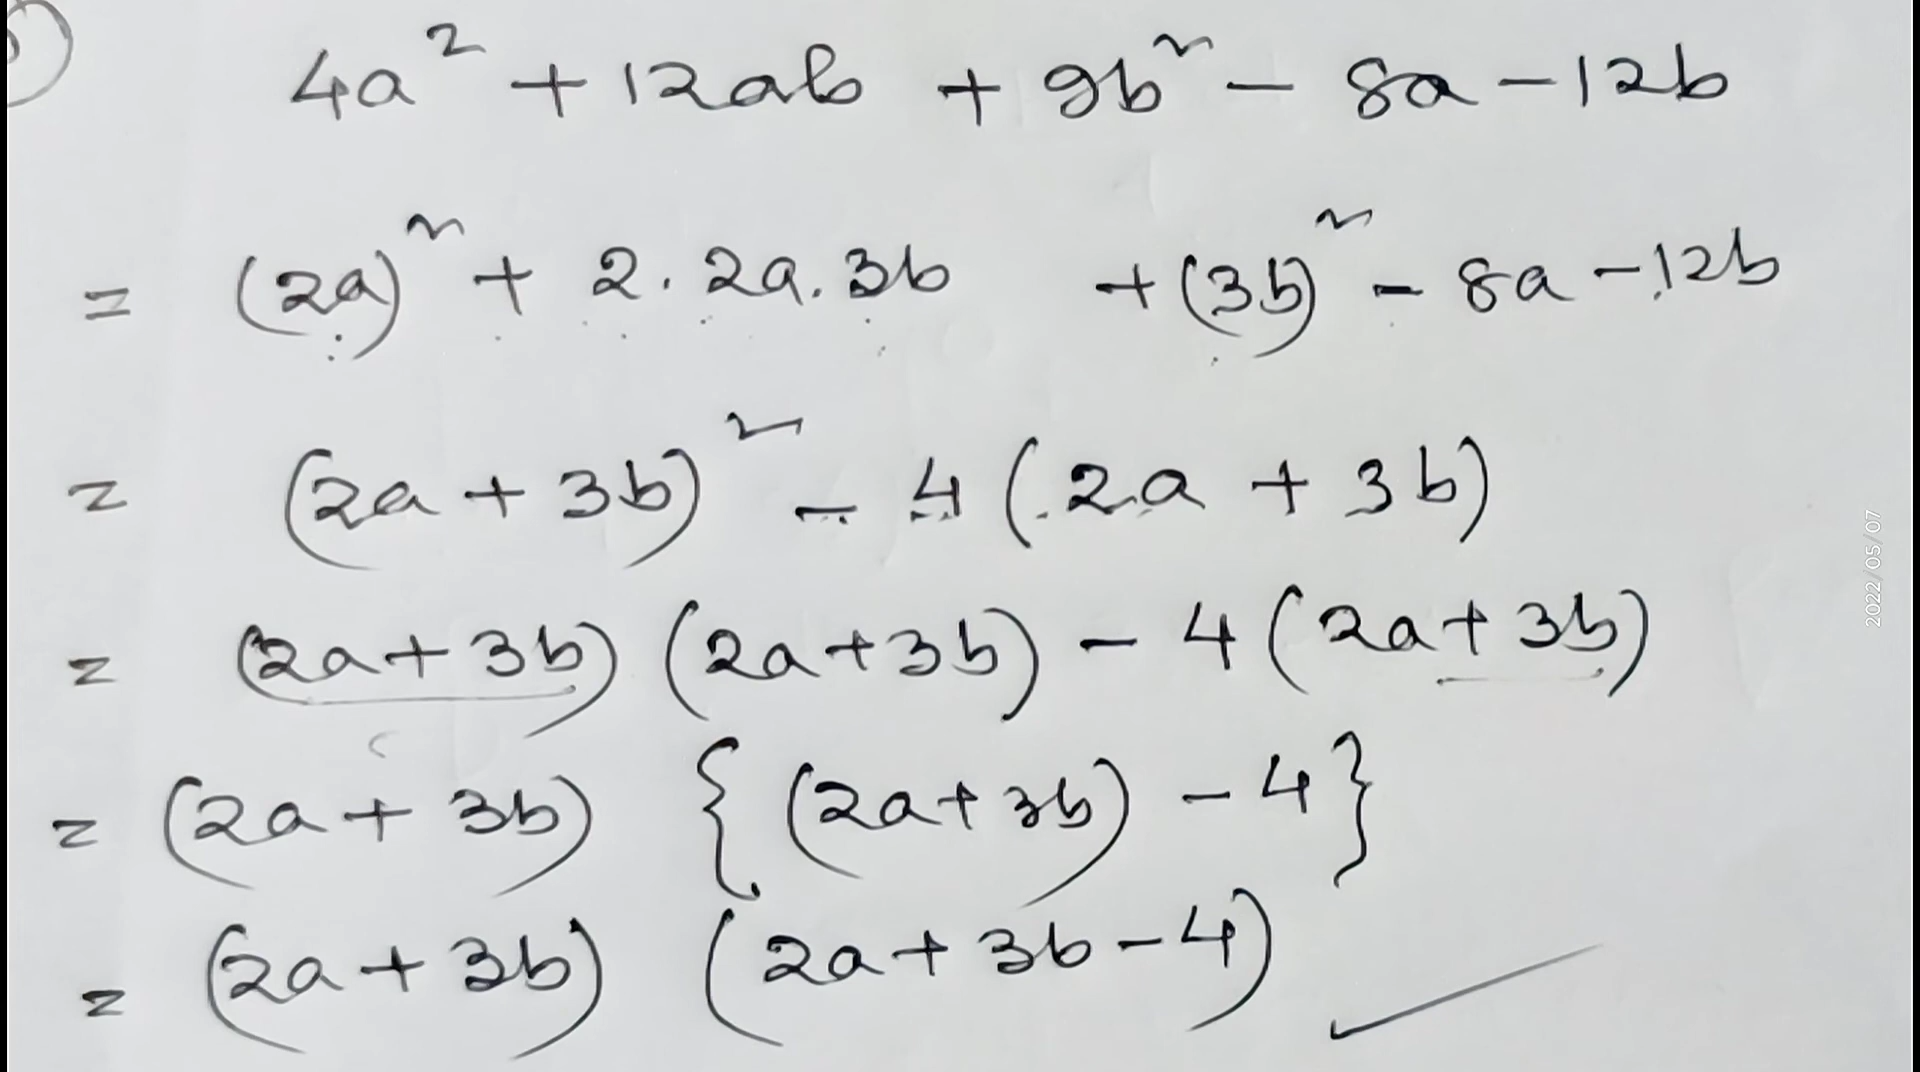 4a² + 12ab + 9b² - 8a - 12b
= (2a)² + 2. 2a. 3b + (3b)² - 8a - 12b
= (2a + 3b)² - 4 (2a + 3b)
= (2a + 3b) (2a + 3b) - 4 (2a + 3b)
= (2a + 3b) { (2a + 3b) - 4 }
= (2a + 3b) (2a + 3b - 4)
2022/05/07